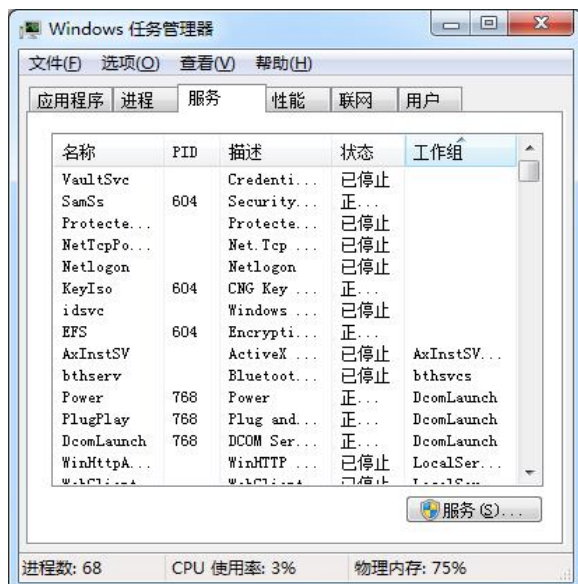 Windows 任务管理器
文件(F) 选项(O) 查看(V) 帮助(H)
应用程序 进程 服务 性能 联网 用户
名称 PID 描述 状态 工作组
VaultSvc Credenti... 已停止
SamSs 604 Security... 正...
Protecte... Protecte... 已停止
NetTcpPo... Net.Tcp ... 已停止
Netlogon Netlogon 已停止
KeyIso 604 CNG Key ... 正...
idsvc Windows ... 已停止
EFS 604 Encrypti... 正...
AxInstSV ActiveX ... 已停止 AxInstSV...
bthserv Bluetoot... 已停止 bthsvcs
Power 768 Power 正... DcomLaunch
PlugPlay 768 Plug and... 正... DcomLaunch
DcomLaunch 768 DCOM Ser... 正... DcomLaunch
WinHttpA... WinHTTP ... 已停止 LocalSer...
服务(S)...
进程数: 68 CPU 使用率: 3% 物理内存: 75%